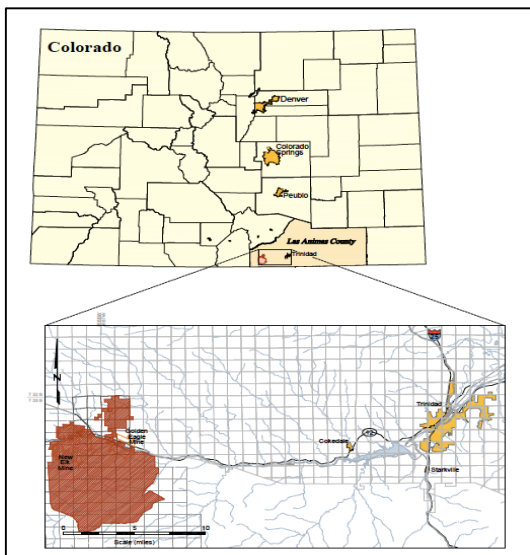 Colorado
Denver
Colorado
Springs
Peublo
Las Animas County
Trinidad
N
Trinidad
Golden
Eagle
Mine
Cokedale
New
Elk
Mine
Starkville
0
5
10
Scale (miles)